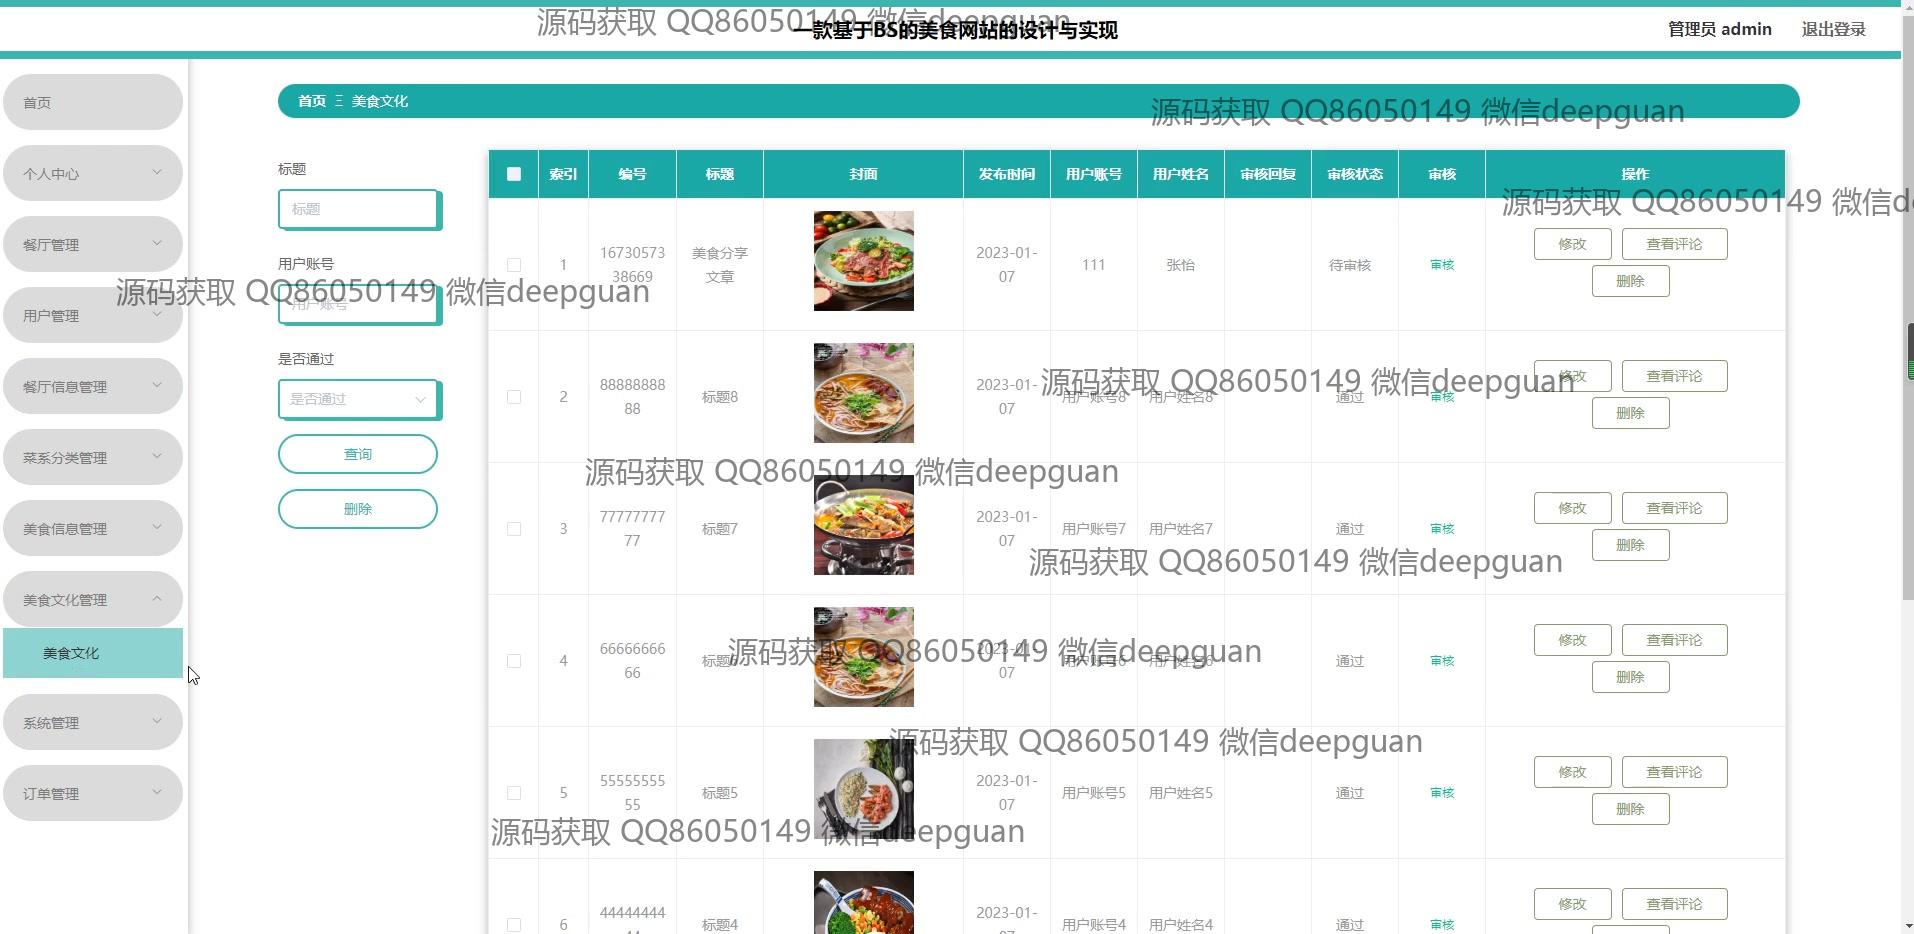 源码获取 QQ86050149 微信deepguan
一款基于BS的美食网站的设计与实现
管理员 admin
退出登录
首页
个人中心
餐厅管理
用户管理
餐厅信息管理
菜系分类管理
美食信息管理
美食文化管理
美食文化
系统管理
订单管理
首页 美食文化
源码获取 QQ86050149 微信deepguan
标题
标题
用户账号
用户账号
源码获取 QQ86050149 微信deepguan
是否通过
是否通过
查询
删除
索引 编号 标题 封面 发布时间 用户账号 用户姓名 审核回复 审核状态 审核 操作
源码获取 QQ86050149 微信de
1 16730573 美食分享 2023-01- 111 张怡 待审核 审核 修改 查看评论
38669 文章 07 删除
源码获取 QQ86050149 微信deepguan
2 88888888 标题8 2023-01- 用户账号8 用户姓名8 通过 审核 修改 查看评论
88 07 删除
源码获取 QQ86050149 微信deepguan
3 77777777 标题7 2023-01- 用户账号7 用户姓名7 通过 审核 修改 查看评论
77 07 删除
源码获取 QQ86050149 微信deepguan
4 66666666 2023-01- 用户账号6 用户姓名6 通过 审核 修改 查看评论
66 07 删除
源码获取 QQ86050149 微信deepguan
源码获取 QQ86050149 微信deepguan
5 55555555 标题5 2023-01- 用户账号5 用户姓名5 通过 审核 修改 查看评论
55 07 删除
源码获取 QQ86050149 微信deepguan
6 44444444 标题4 2023-01- 用户账号4 用户姓名4 通过 审核 修改 查看评论